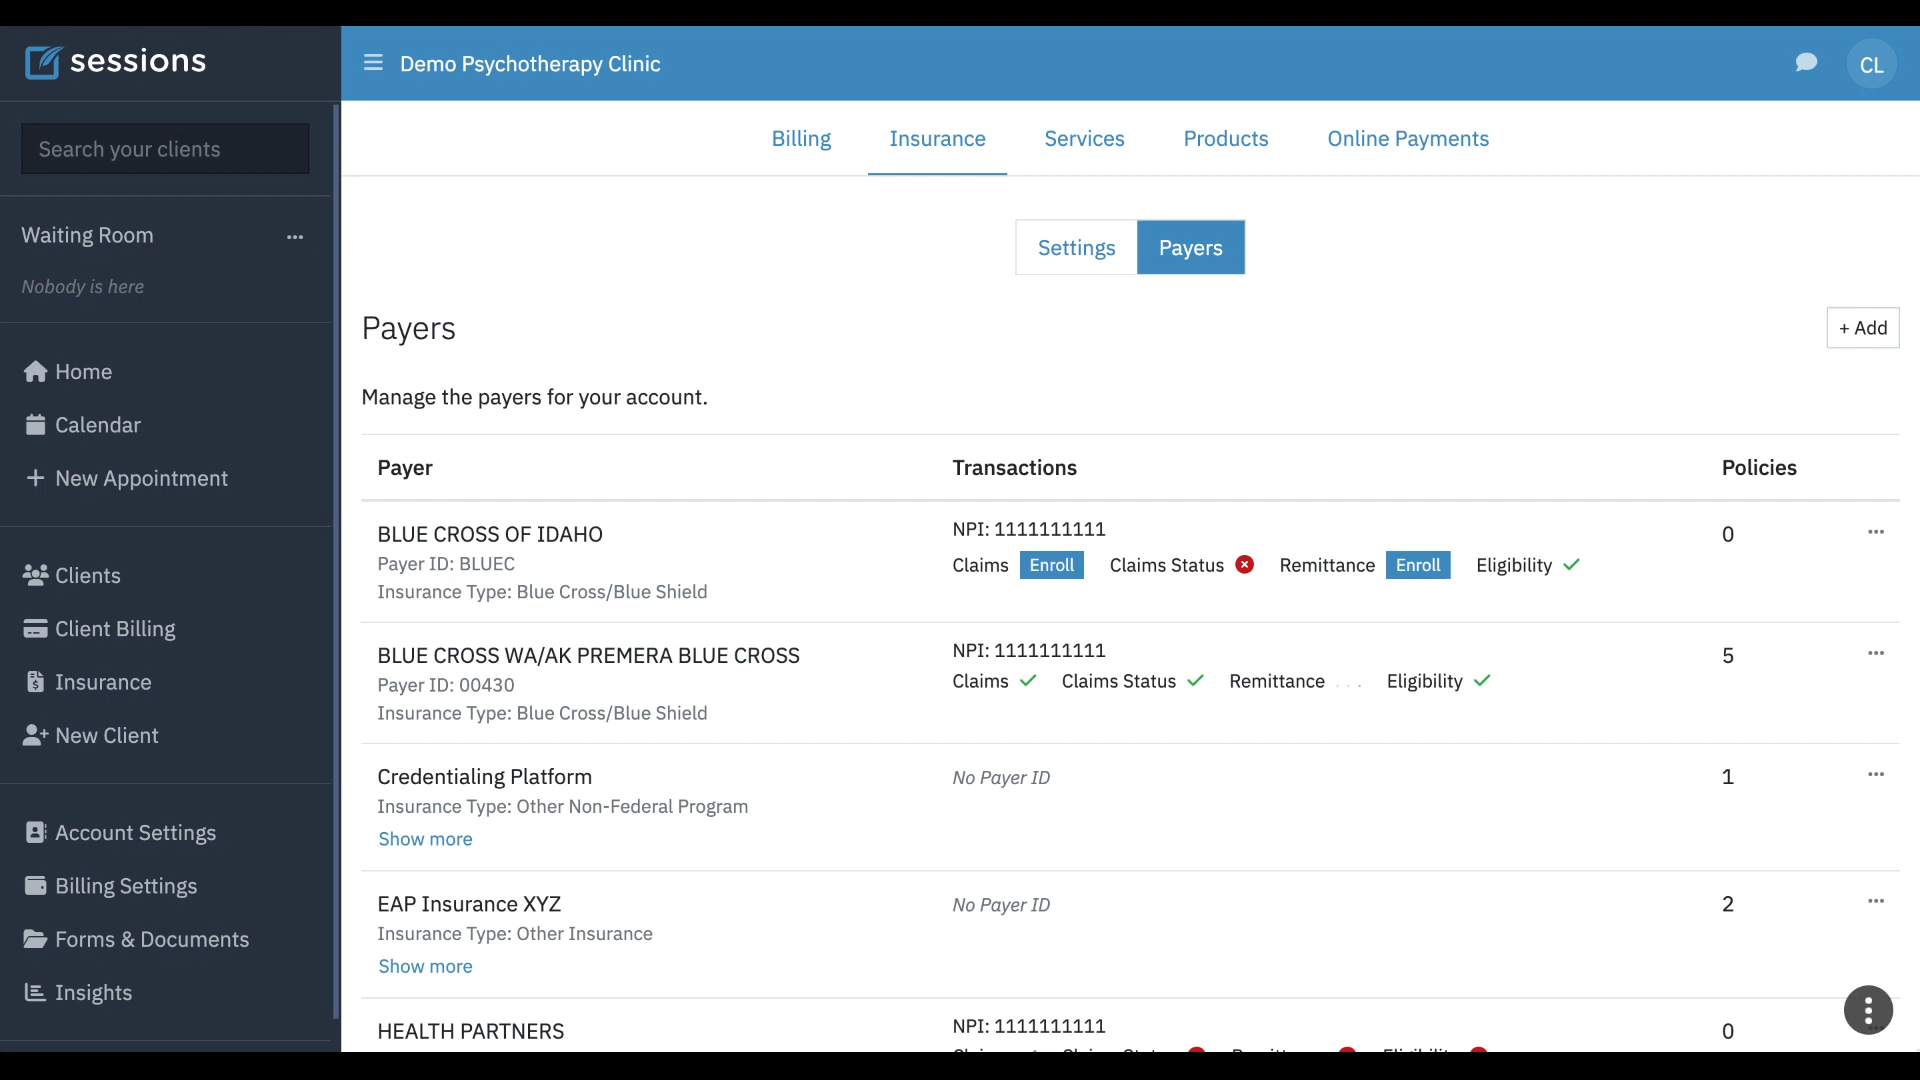 sessions
Demo Psychotherapy Clinic
CL
Search your clients
Waiting Room
Nobody is here
Home
Calendar
New Appointment
Clients
Client Billing
Insurance
New Client
Account Settings
Billing Settings
Forms & Documents
Insights
Billing Insurance Services Products Online Payments
Settings Payers
Payers
+ Add
Manage the payers for your account.
Payer Transactions Policies
BLUE CROSS OF IDAHO
Payer ID: BLUEC
Insurance Type: Blue Cross/Blue Shield
NPI: 1111111111
Claims Enroll Claims Status Remittance Enroll Eligibility
0
BLUE CROSS WA/AK PREMERA BLUE CROSS
Payer ID: 00430
Insurance Type: Blue Cross/Blue Shield
NPI: 1111111111
Claims Claims Status Remittance ... Eligibility
5
Credentialing Platform
Insurance Type: Other Non-Federal Program
Show more
No Payer ID
1
EAP Insurance XYZ
Insurance Type: Other Insurance
Show more
No Payer ID
2
HEALTH PARTNERS
NPI: 1111111111
0